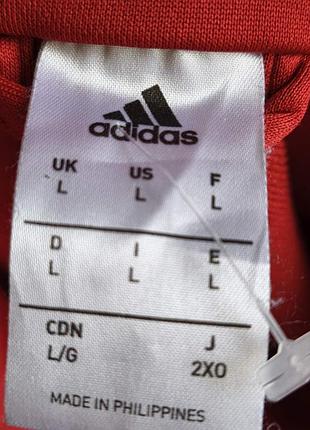 adidas
UK US F
L L L
D I E
L L L
CDN J
L/G 2XO
MADE IN PHILIPPINES